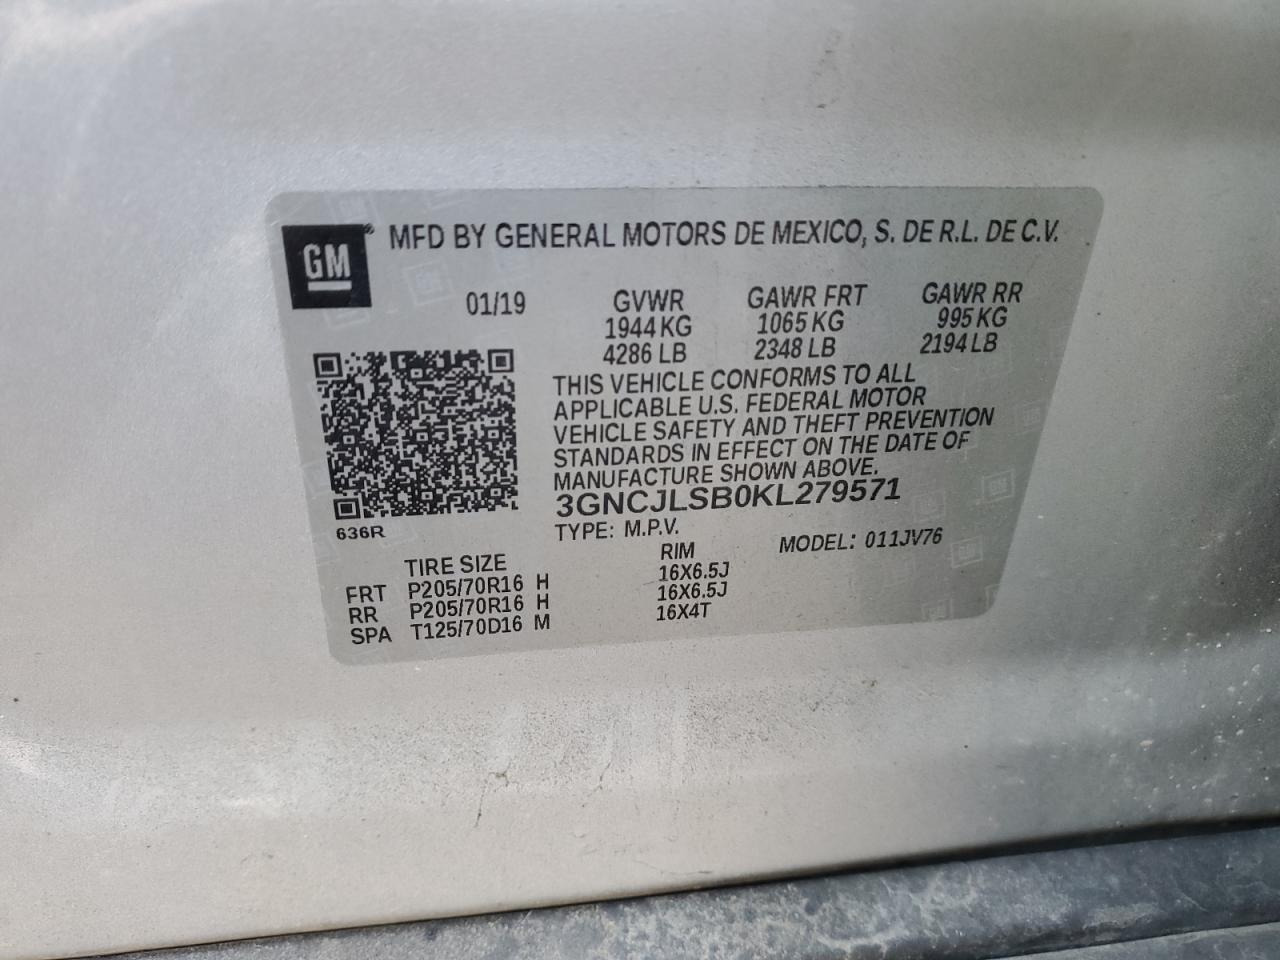 GM® MFD BY GENERAL MOTORS DE MEXICO, S. DE R.L. DE C.V.
01/19 GVWR GAWR FRT GAWR RR
1944 KG 1065 KG 995 KG
4286 LB 2348 LB 2194 LB
THIS VEHICLE CONFORMS TO ALL
APPLICABLE U.S. FEDERAL MOTOR
VEHICLE SAFETY AND THEFT PREVENTION
STANDARDS IN EFFECT ON THE DATE OF
MANUFACTURE SHOWN ABOVE.
3GNCJLSB0KL279571
636R
TYPE: M.P.V. MODEL: 011JV76
TIRE SIZE RIM
FRT P205/70R16 H 16X6.5J
RR P205/70R16 H 16X6.5J
SPA T125/70D16 M 16X4T